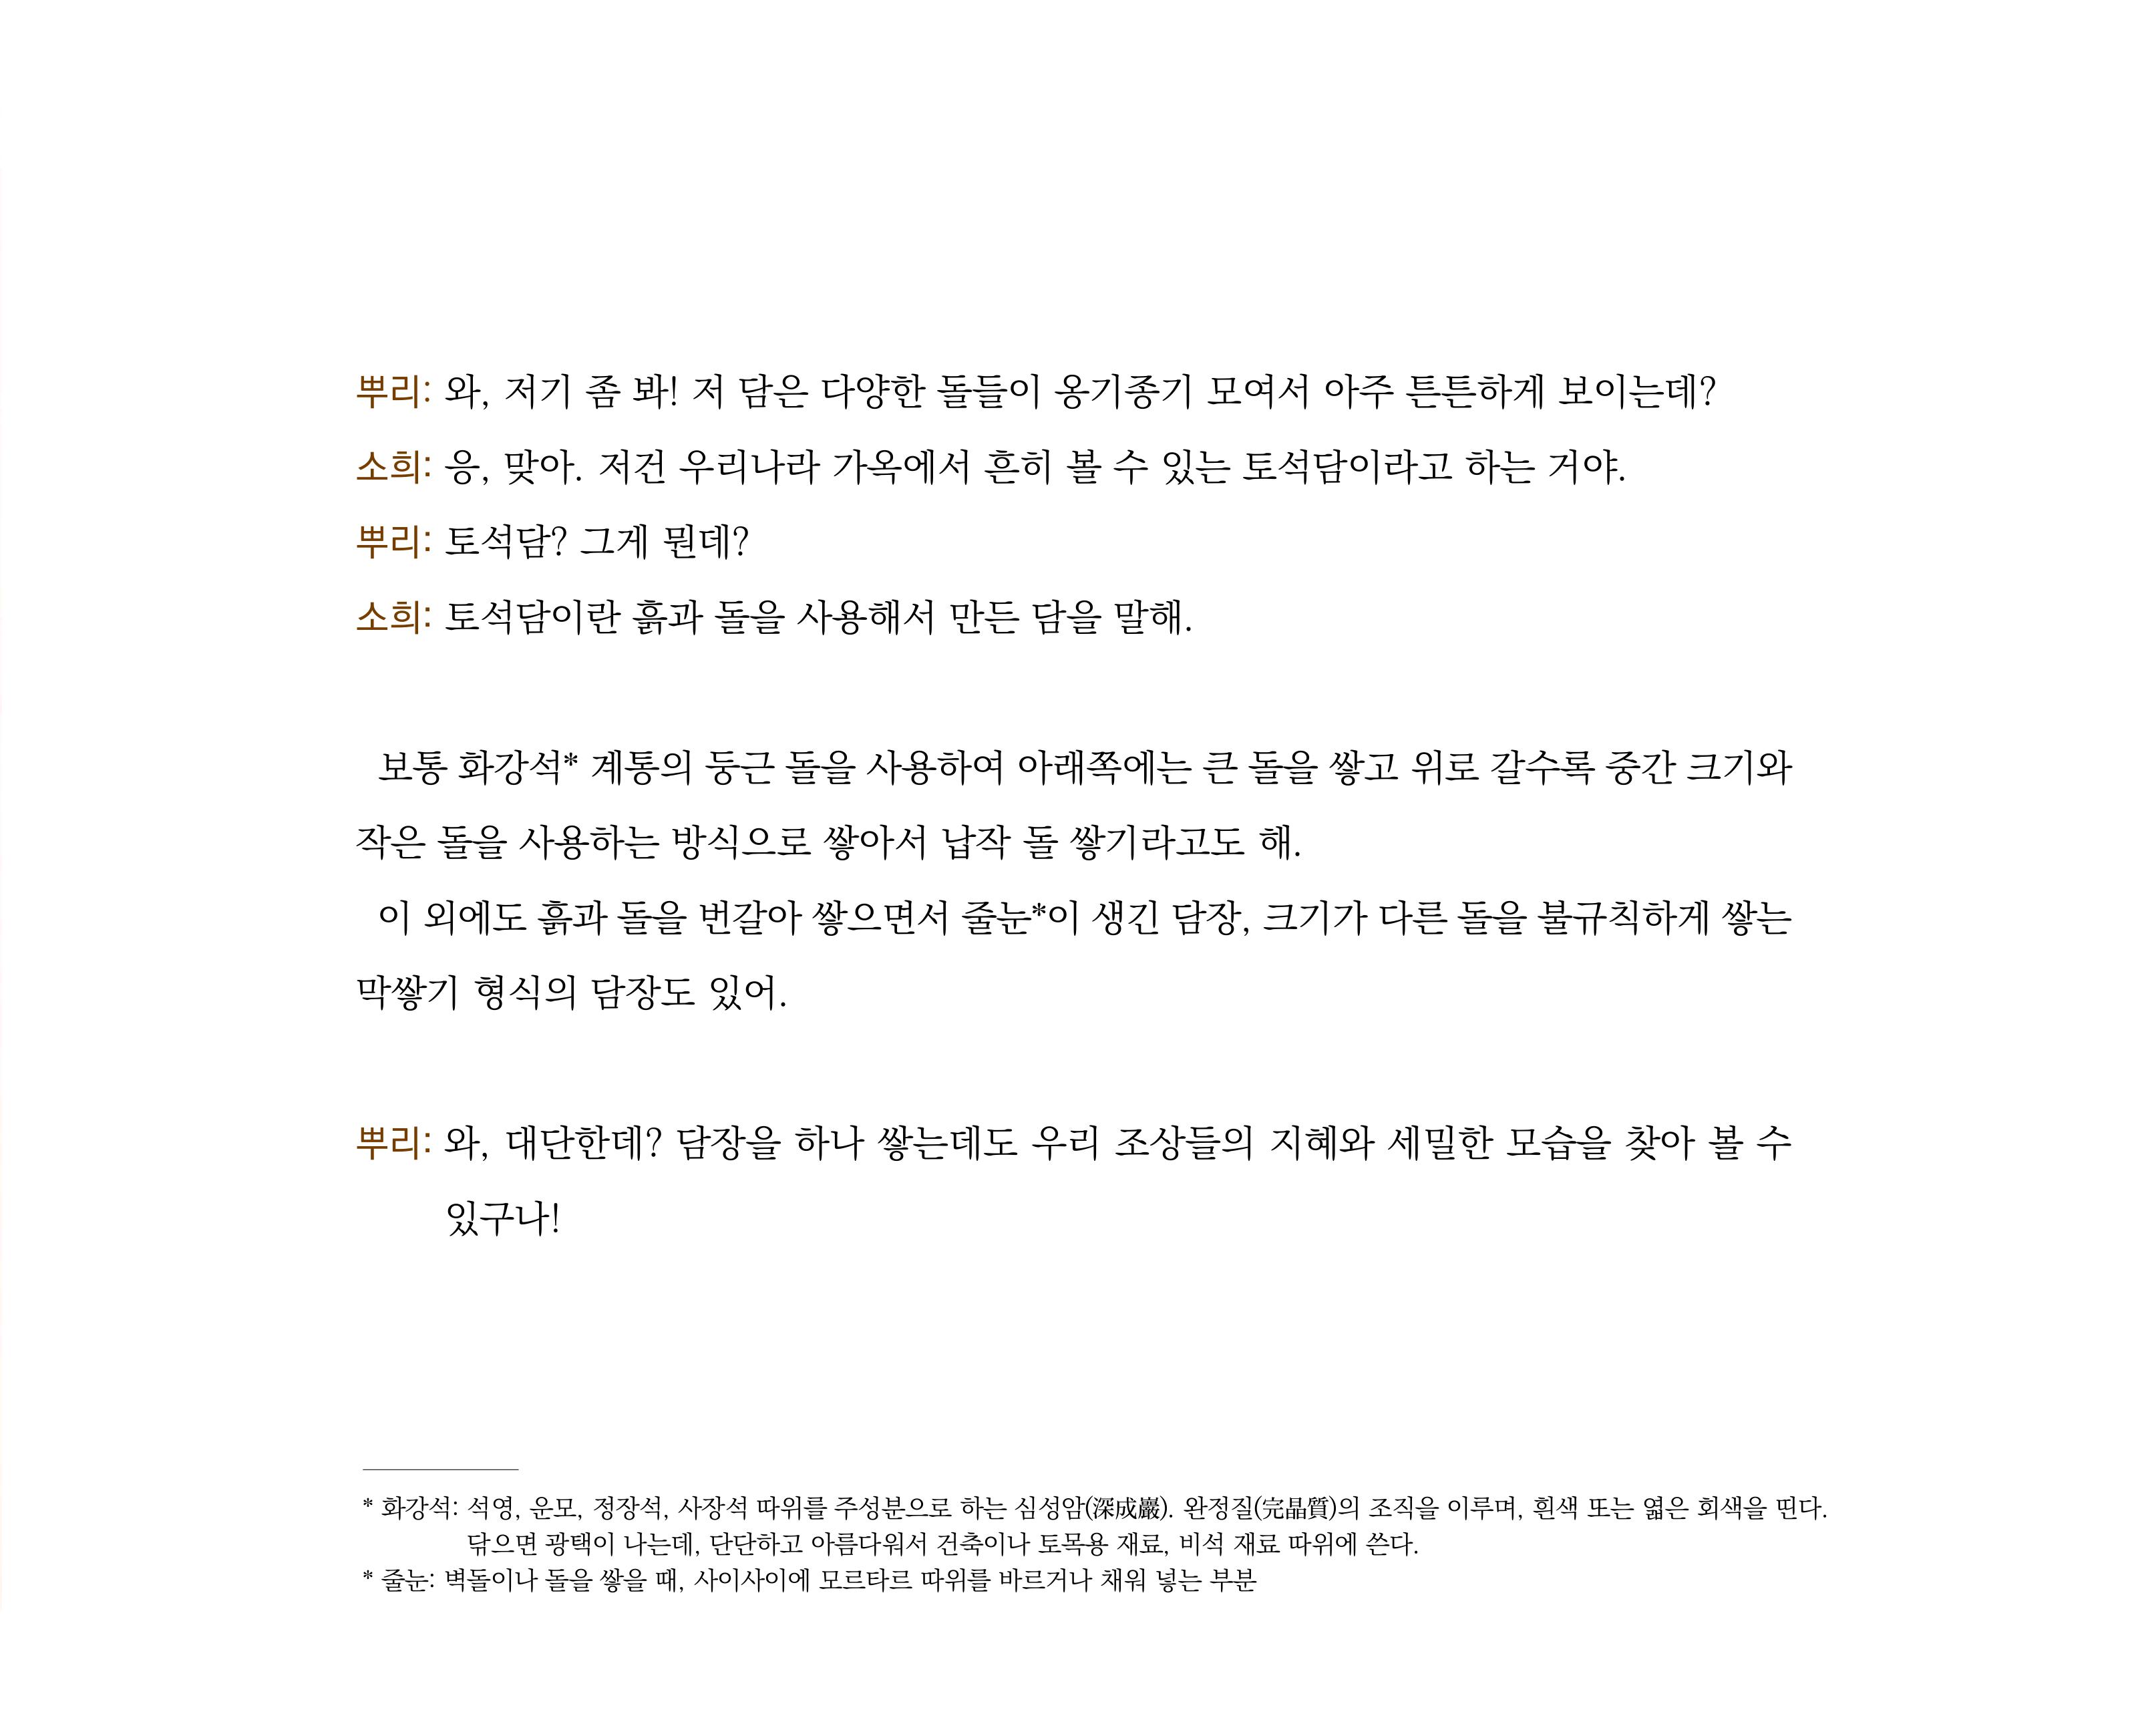 뿌리: 와, 저기 좀 봐! 저 담은 다양한 돌들이 옹기종기 모여서 아주 튼튼하게 보이는데?
소희: 응, 맞아. 저건 우리나라 가옥에서 흔히 볼 수 있는 토석담이라고 하는 거야.
뿌리: 토석담? 그게 뭔데?
소희: 토석담이란 흙과 돌을 사용해서 만든 담을 말해.
보통 화강석* 계통의 둥근 돌을 사용하여 아래쪽에는 큰 돌을 쌓고 위로 갈수록 중간 크기와
작은 돌을 사용하는 방식으로 쌓아서 납작 돌 쌓기라고도 해.
이 외에도 흙과 돌을 번갈아 쌓으면서 줄눈*이 생긴 담장, 크기가 다른 돌을 불규칙하게 쌓는
막쌓기 형식의 담장도 있어.
뿌리: 와, 대단한데? 담장을 하나 쌓는데도 우리 조상들의 지혜와 세밀한 모습을 찾아 볼 수
있구나!
* 화강석: 석영, 운모, 정장석, 사장석 따위를 주성분으로 하는 심성암(深成巖). 완정질(完晶質)의 조직을 이루며, 흰색 또는 엷은 회색을 띤다.
닦으면 광택이 나는데, 단단하고 아름다워서 건축이나 토목용 재료, 비석 재료 따위에 쓴다.
* 줄눈: 벽돌이나 돌을 쌓을 때, 사이사이에 모르타르 따위를 바르거나 채워 넣는 부분